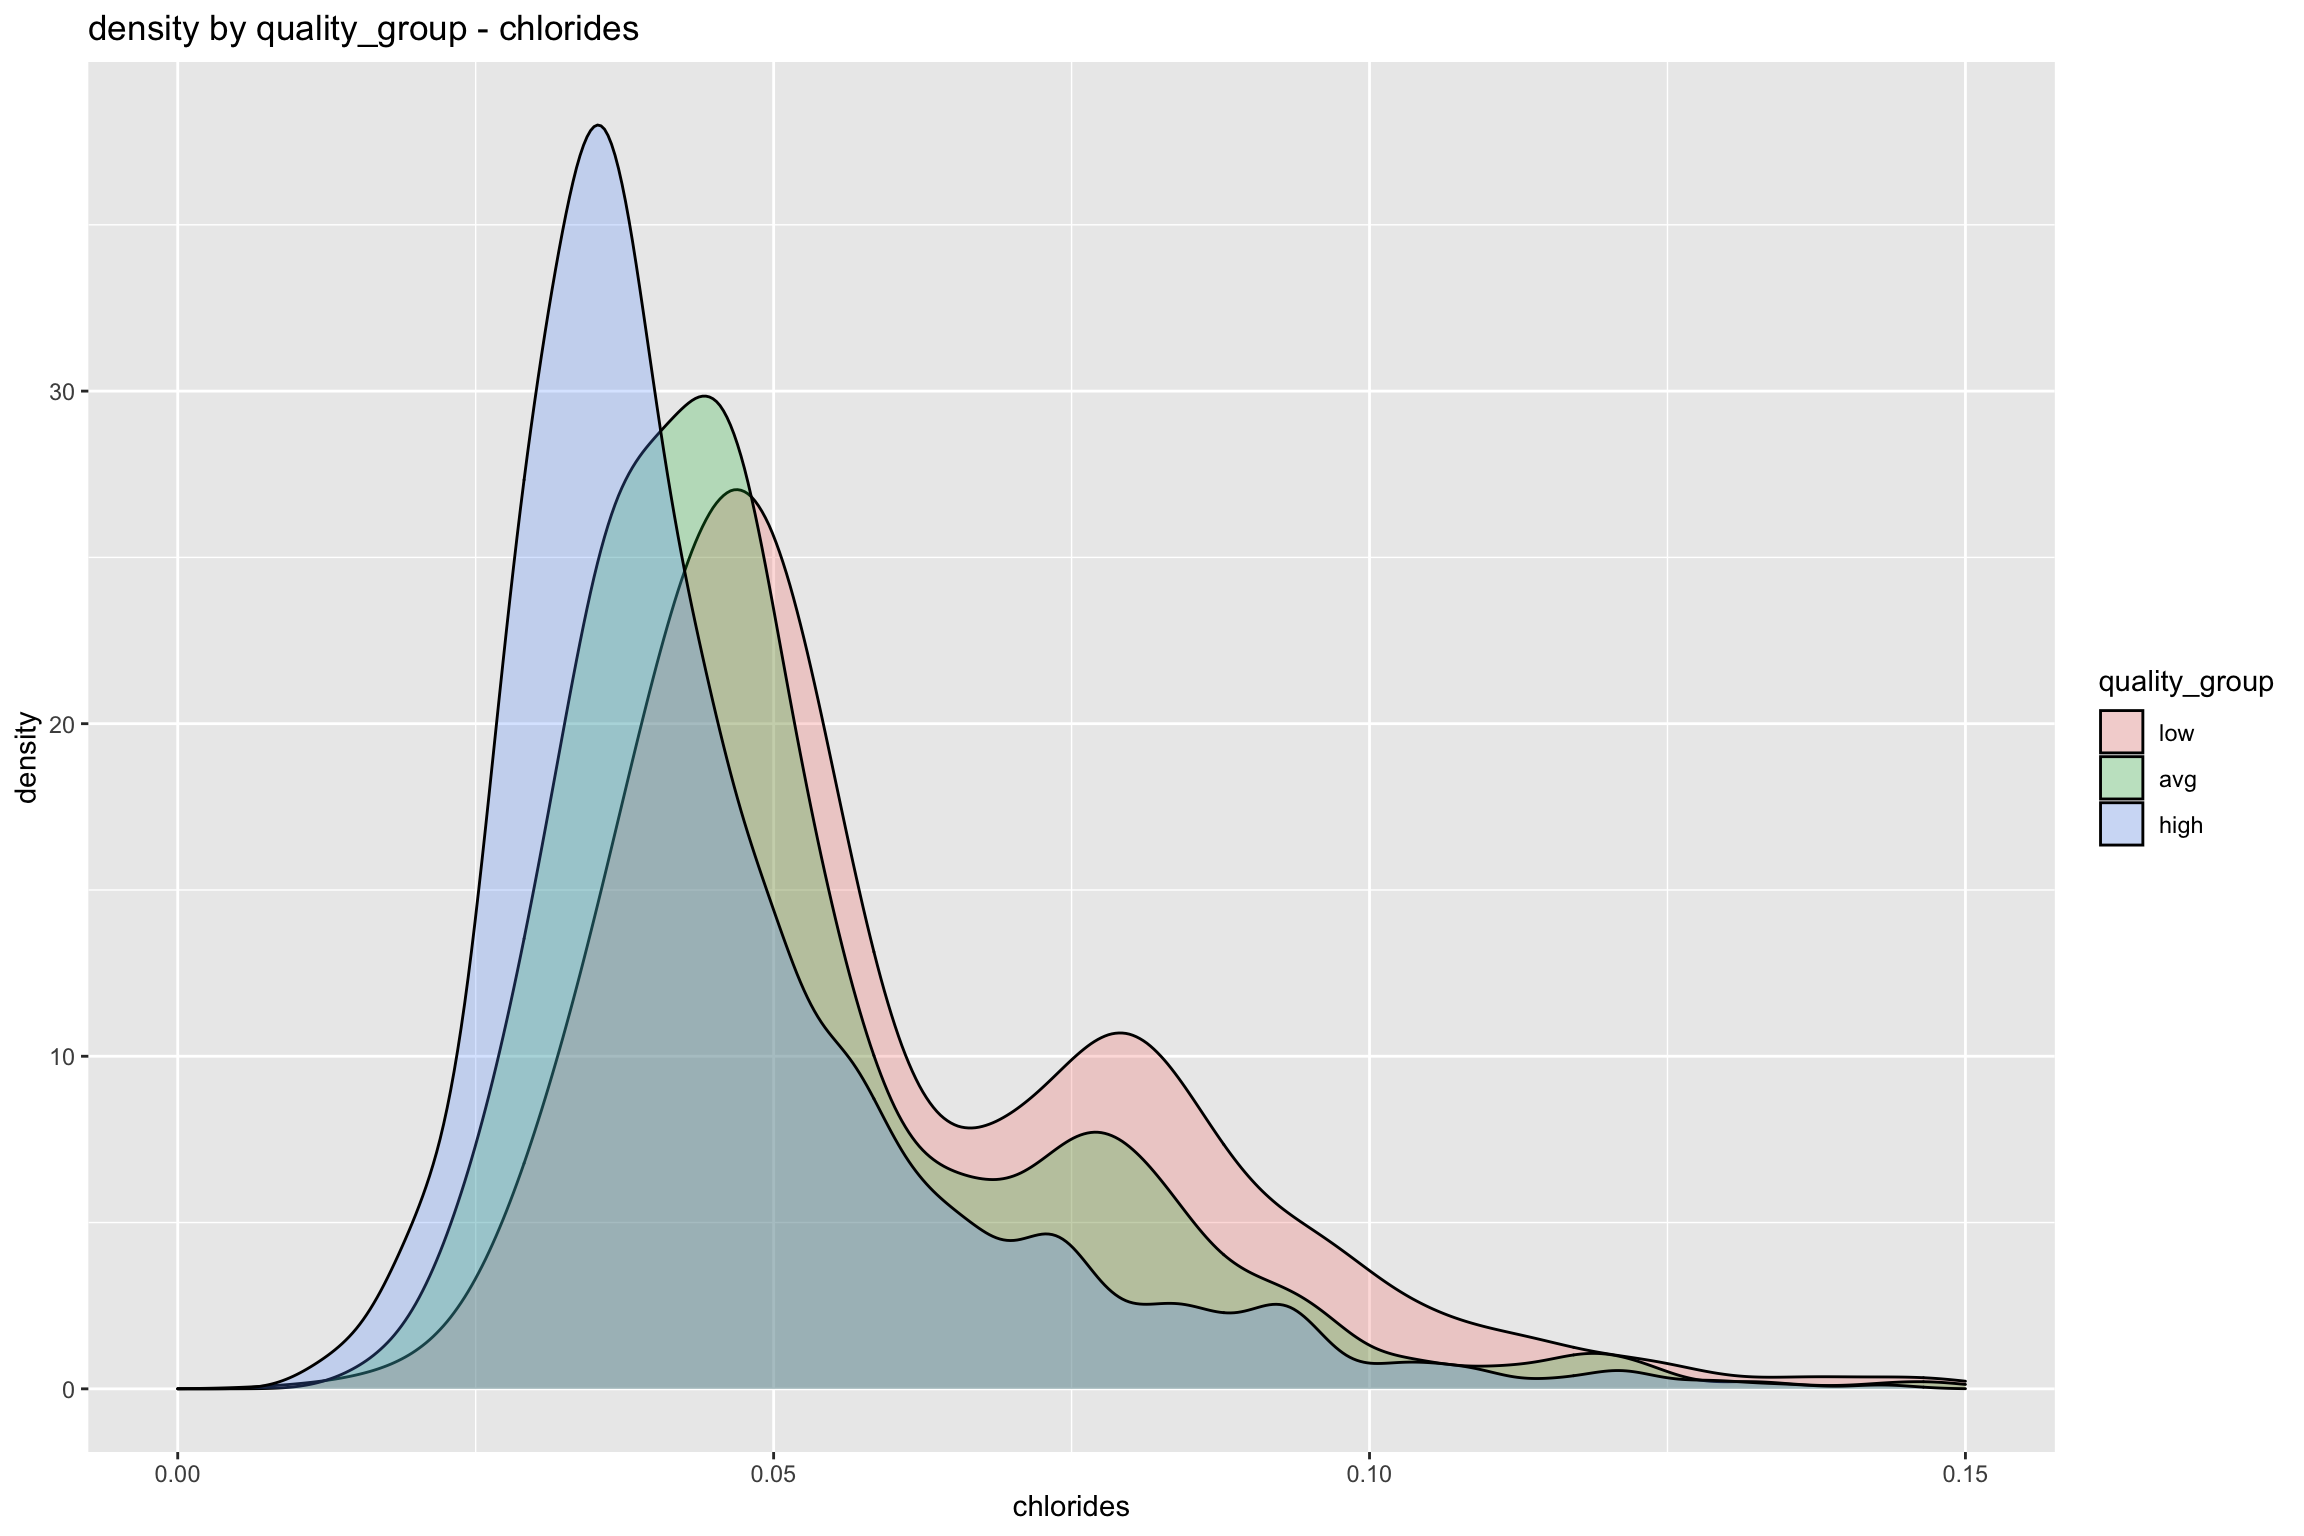 density by quality_group - chlorides
30
20
10
0
density
0.00
0.05
0.10
0.15
chlorides
quality_group
low
avg
high